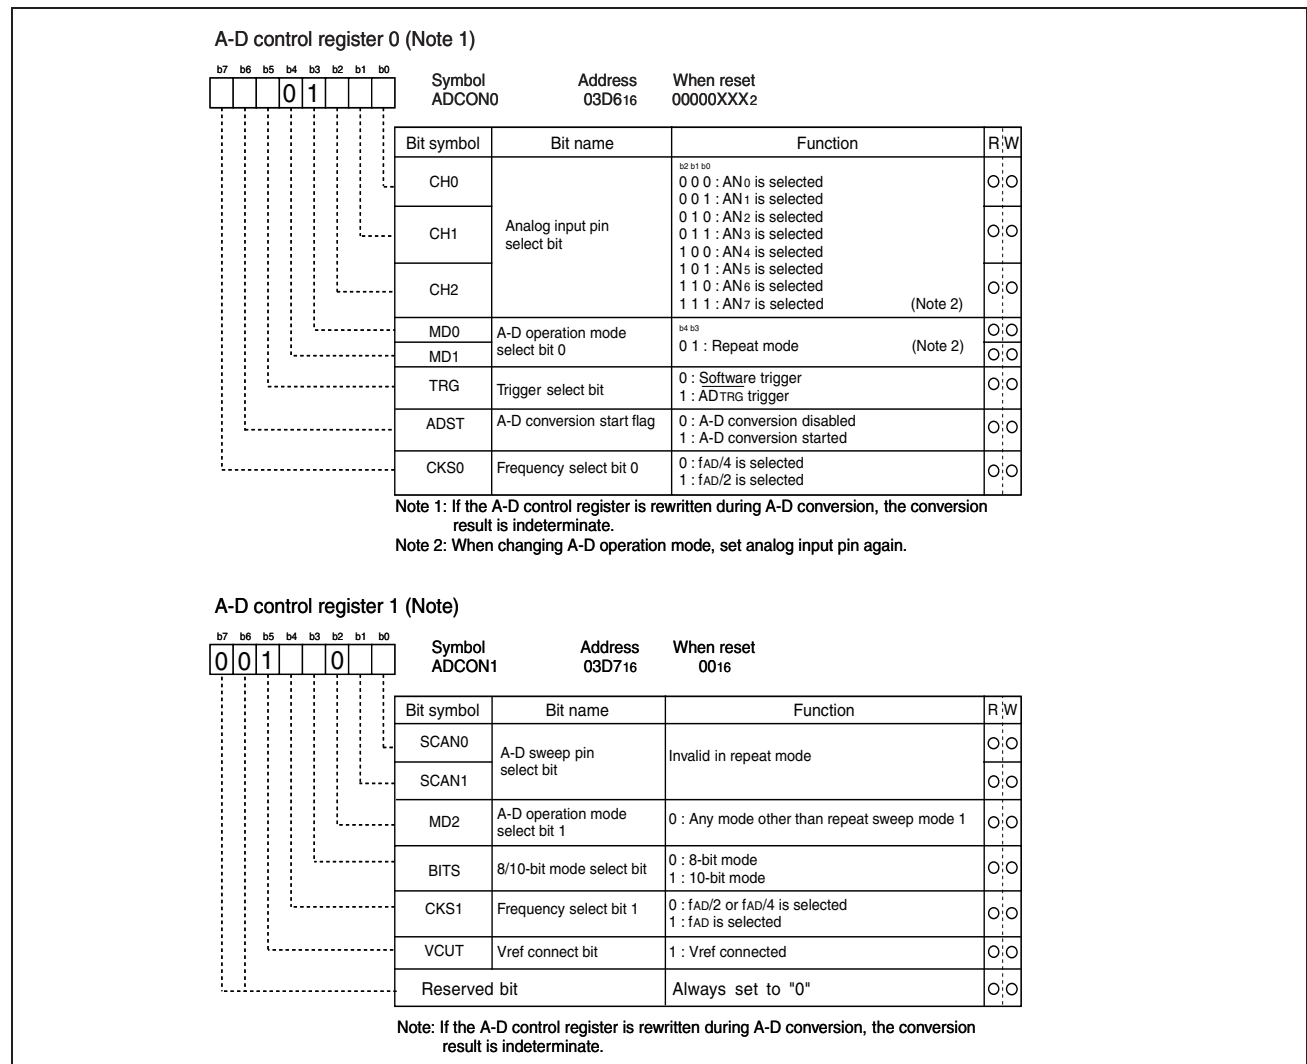 A-D control register 0 (Note 1)
b7 b6 b5 b4 b3 b2 b1 b0
0 1
Symbol Address When reset
ADCON0 03D616 00000XXX2
Bit symbol Bit name Function R W
CH0
CH1
CH2
Analog input pin
select bit
b2 b1 b0
0 0 0 : AN0 is selected
0 0 1 : AN1 is selected
0 1 0 : AN2 is selected
0 1 1 : AN3 is selected
1 0 0 : AN4 is selected
1 0 1 : AN5 is selected
1 1 0 : AN6 is selected
1 1 1 : AN7 is selected (Note 2)
MD0
MD1
A-D operation mode
select bit 0
b4 b3
0 1 : Repeat mode (Note 2)
TRG Trigger select bit
0 : Software trigger
1 : ADTRG trigger
ADST A-D conversion start flag
0 : A-D conversion disabled
1 : A-D conversion started
CKS0 Frequency select bit 0
0 : fAD/4 is selected
1 : fAD/2 is selected
Note 1: If the A-D control register is rewritten during A-D conversion, the conversion
result is indeterminate.
Note 2: When changing A-D operation mode, set analog input pin again.
A-D control register 1 (Note)
b7 b6 b5 b4 b3 b2 b1 b0
0 0 1 0
Symbol Address When reset
ADCON1 03D716 0016
Bit symbol Bit name Function R W
SCAN0
SCAN1
A-D sweep pin
select bit
Invalid in repeat mode
MD2
A-D operation mode
select bit 1
0 : Any mode other than repeat sweep mode 1
BITS 8/10-bit mode select bit
0 : 8-bit mode
1 : 10-bit mode
CKS1 Frequency select bit 1
0 : fAD/2 or fAD/4 is selected
1 : fAD is selected
VCUT Vref connect bit 1 : Vref connected
Reserved bit Always set to "0"
Note: If the A-D control register is rewritten during A-D conversion, the conversion
result is indeterminate.